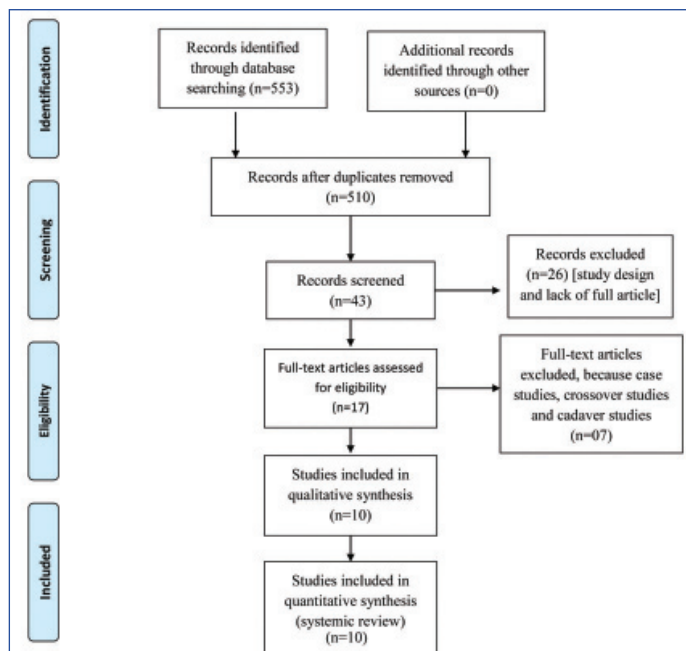 Identification
Records identified
through database
searching (n=553)
Additional records
identified through other
sources (n=0)
Records after duplicates removed
(n=510)
Screening
Records screened
(n=43)
Records excluded
(n=26) [study design
and lack of full article]
Eligibility
Full-text articles assessed
for eligibility
(n=17)
Full-text articles
excluded, because case
studies, crossover studies
and cadaver studies
(n=07)
Studies included in
qualitative synthesis
(n=10)
Included
Studies included in
quantitative synthesis
(systemic review)
(n=10)